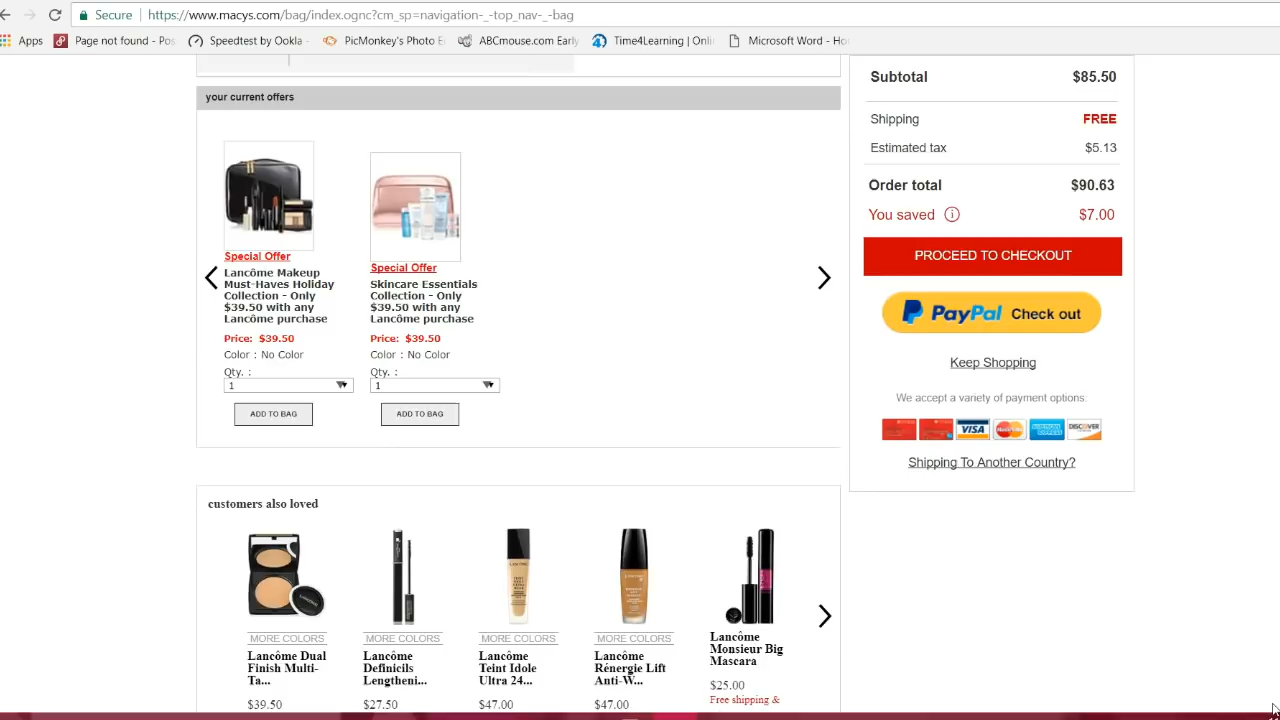 Secure
https://www.macys.com/bag/index.ognc?cm_sp=navigation-_-top_nav-_-bag
Apps
Page not found - Pos
Speedtest by Ookla -
PicMonkey's Photo E
ABCmouse.com Early
Time4Learning | Onli
Microsoft Word - Ho
your current offers
Special Offer
Lancôme Makeup
Must-Haves Holiday
Collection - Only
$39.50 with any
Lancôme purchase
Price: $39.50
Color : No Color
Qty. :
1
ADD TO BAG
Special Offer
Skincare Essentials
Collection - Only
$39.50 with any
Lancôme purchase
Price: $39.50
Color : No Color
Qty. :
1
ADD TO BAG
Subtotal $85.50
Shipping FREE
Estimated tax $5.13
Order total $90.63
You saved $7.00
PROCEED TO CHECKOUT
PayPal Check out
Keep Shopping
We accept a variety of payment options:
VISA
MasterCard
DISCOVER
Shipping To Another Country?
customers also loved
MORE COLORS
Lancôme Dual
Finish Multi-
Ta...
$39.50
MORE COLORS
Lancôme
Definicils
Lengtheni...
$27.50
MORE COLORS
Lancôme
Teint Idole
Ultra 24...
$47.00
MORE COLORS
Lancôme
Rénergie Lift
Anti-W...
$47.00
Lancôme
Monsieur Big
Mascara
$25.00
Free shipping &